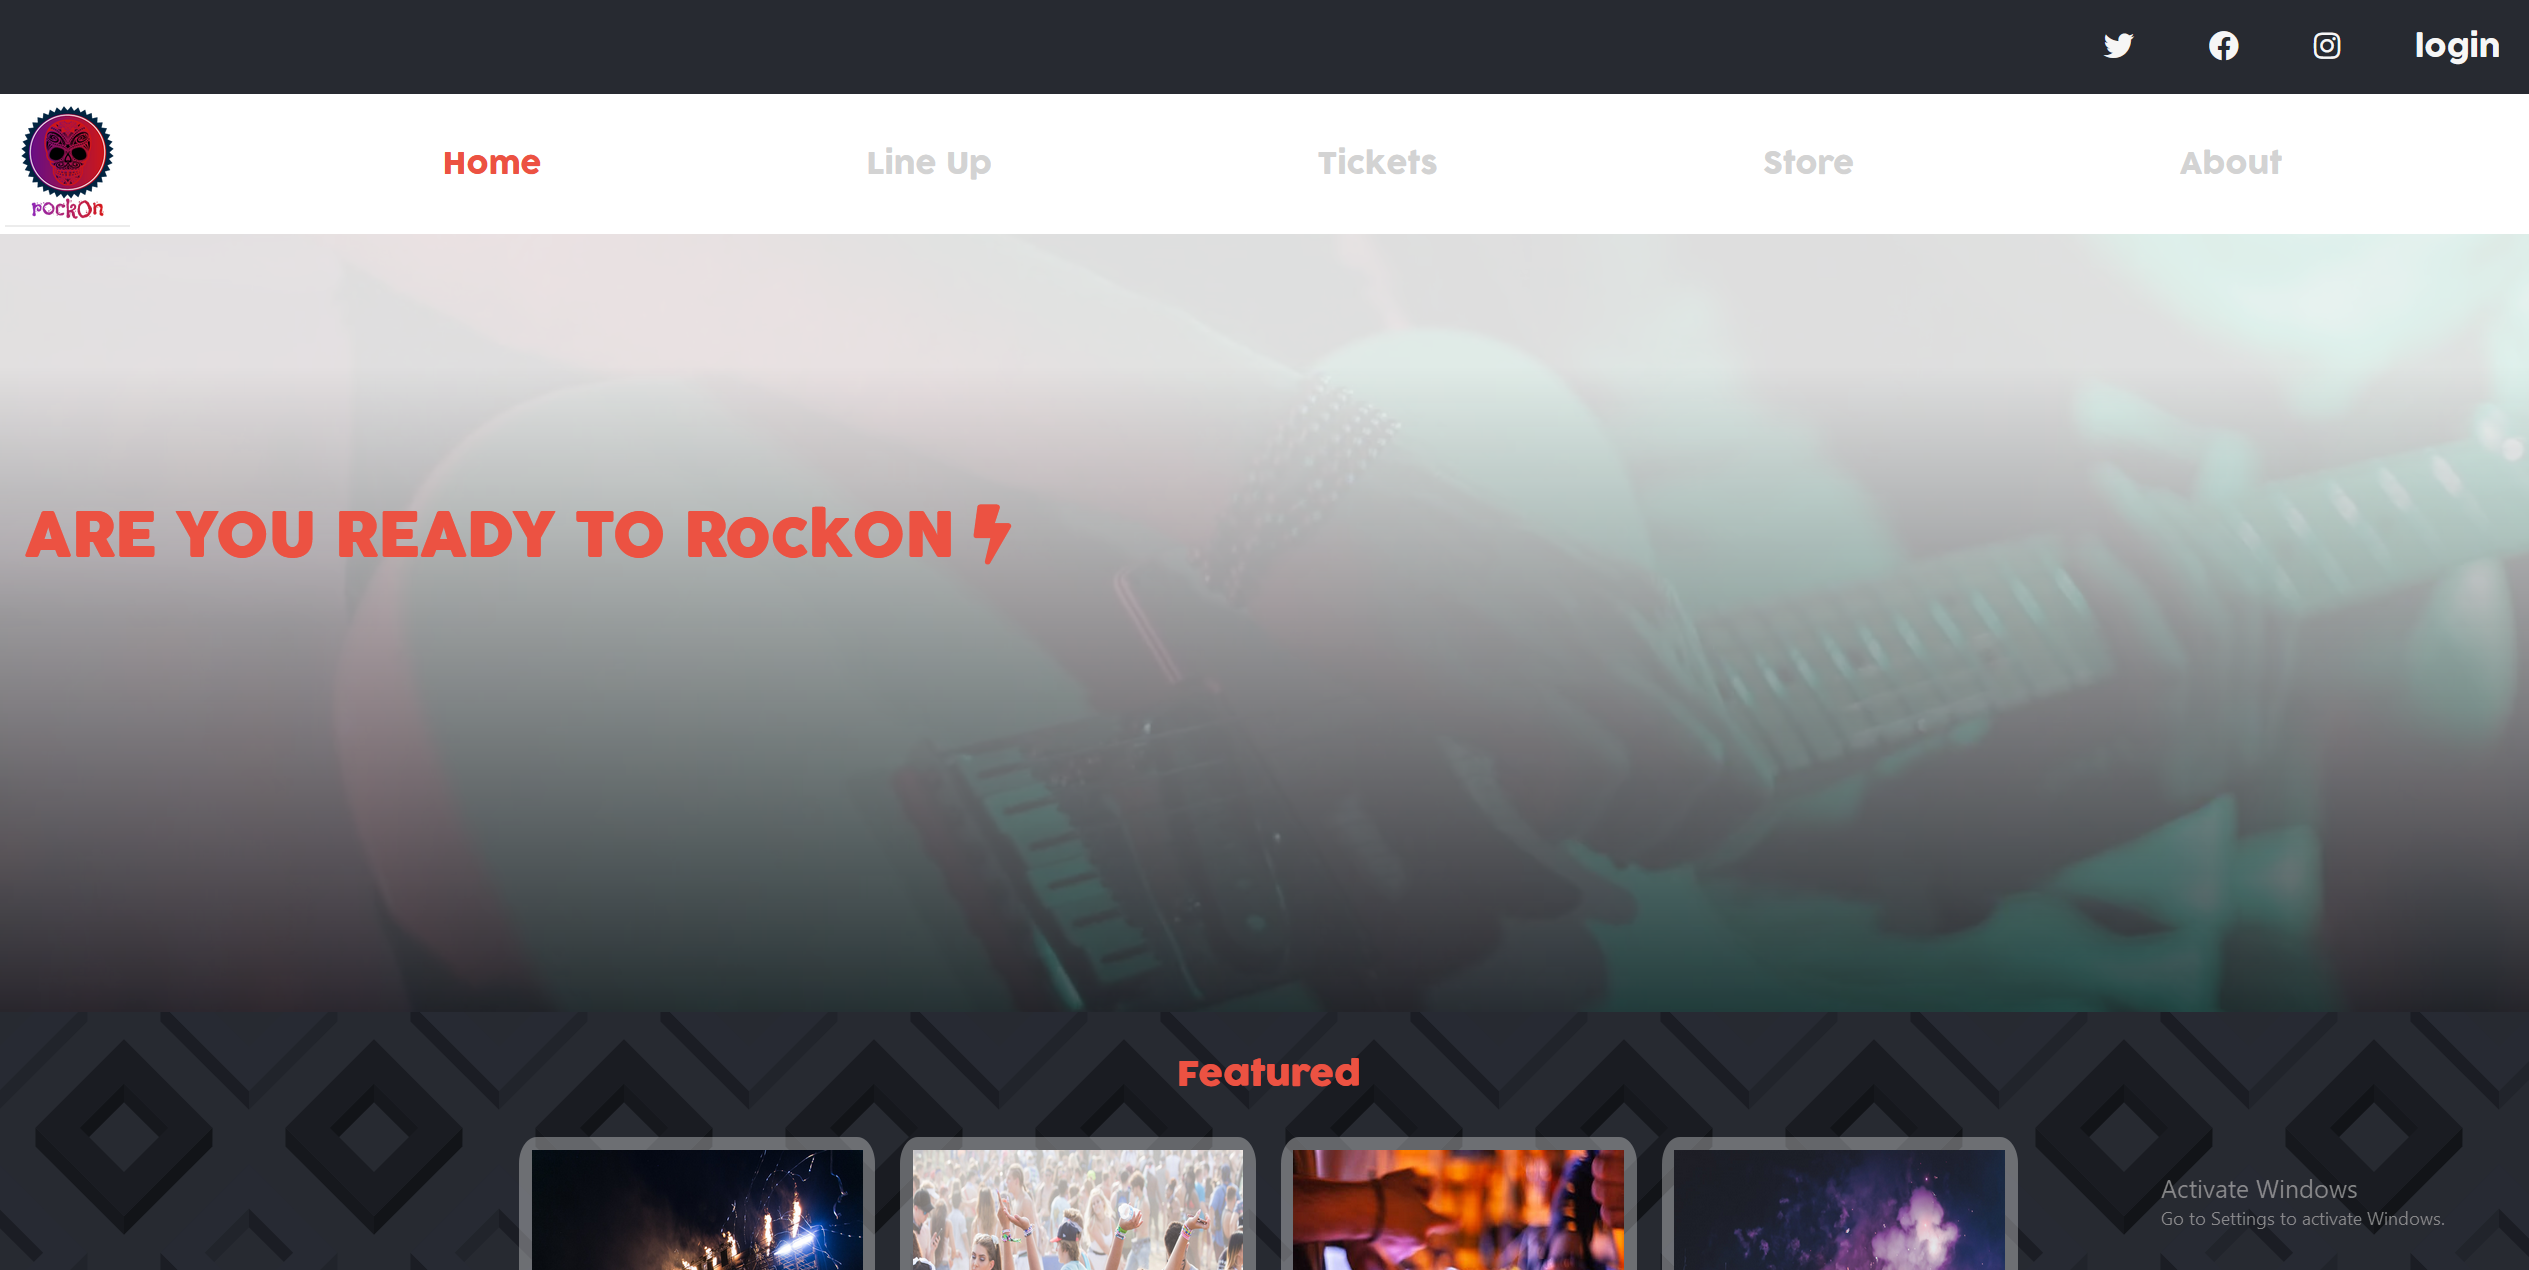 login
rockOn
Home
Line Up
Tickets
Store
About
ARE YOU READY TO RockON
Featured
Activate Windows
Go to Settings to activate Windows.